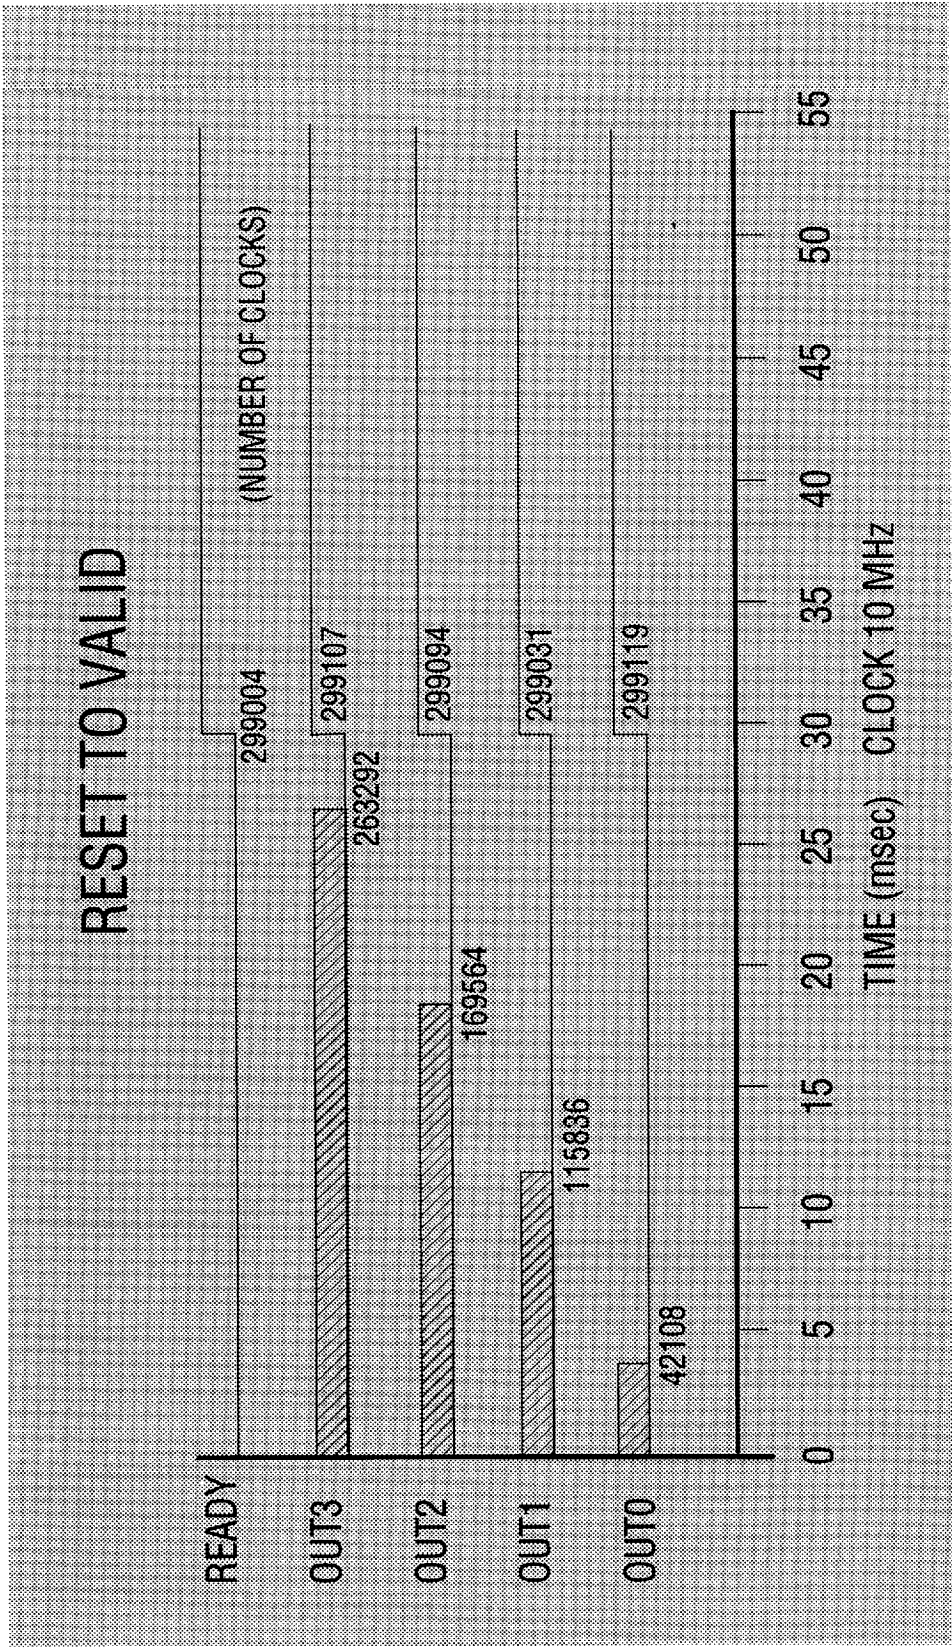 RESET TO VALID
READY
299004
(NUMBER OF CLOCKS)
OUT3
263292
299107
OUT2
169564
299094
OUT1
115836
299031
OUT0
42108
299119
0 5 10 15 20 25 30 35 40 45 50 55
TIME (msec) CLOCK 10 MHz